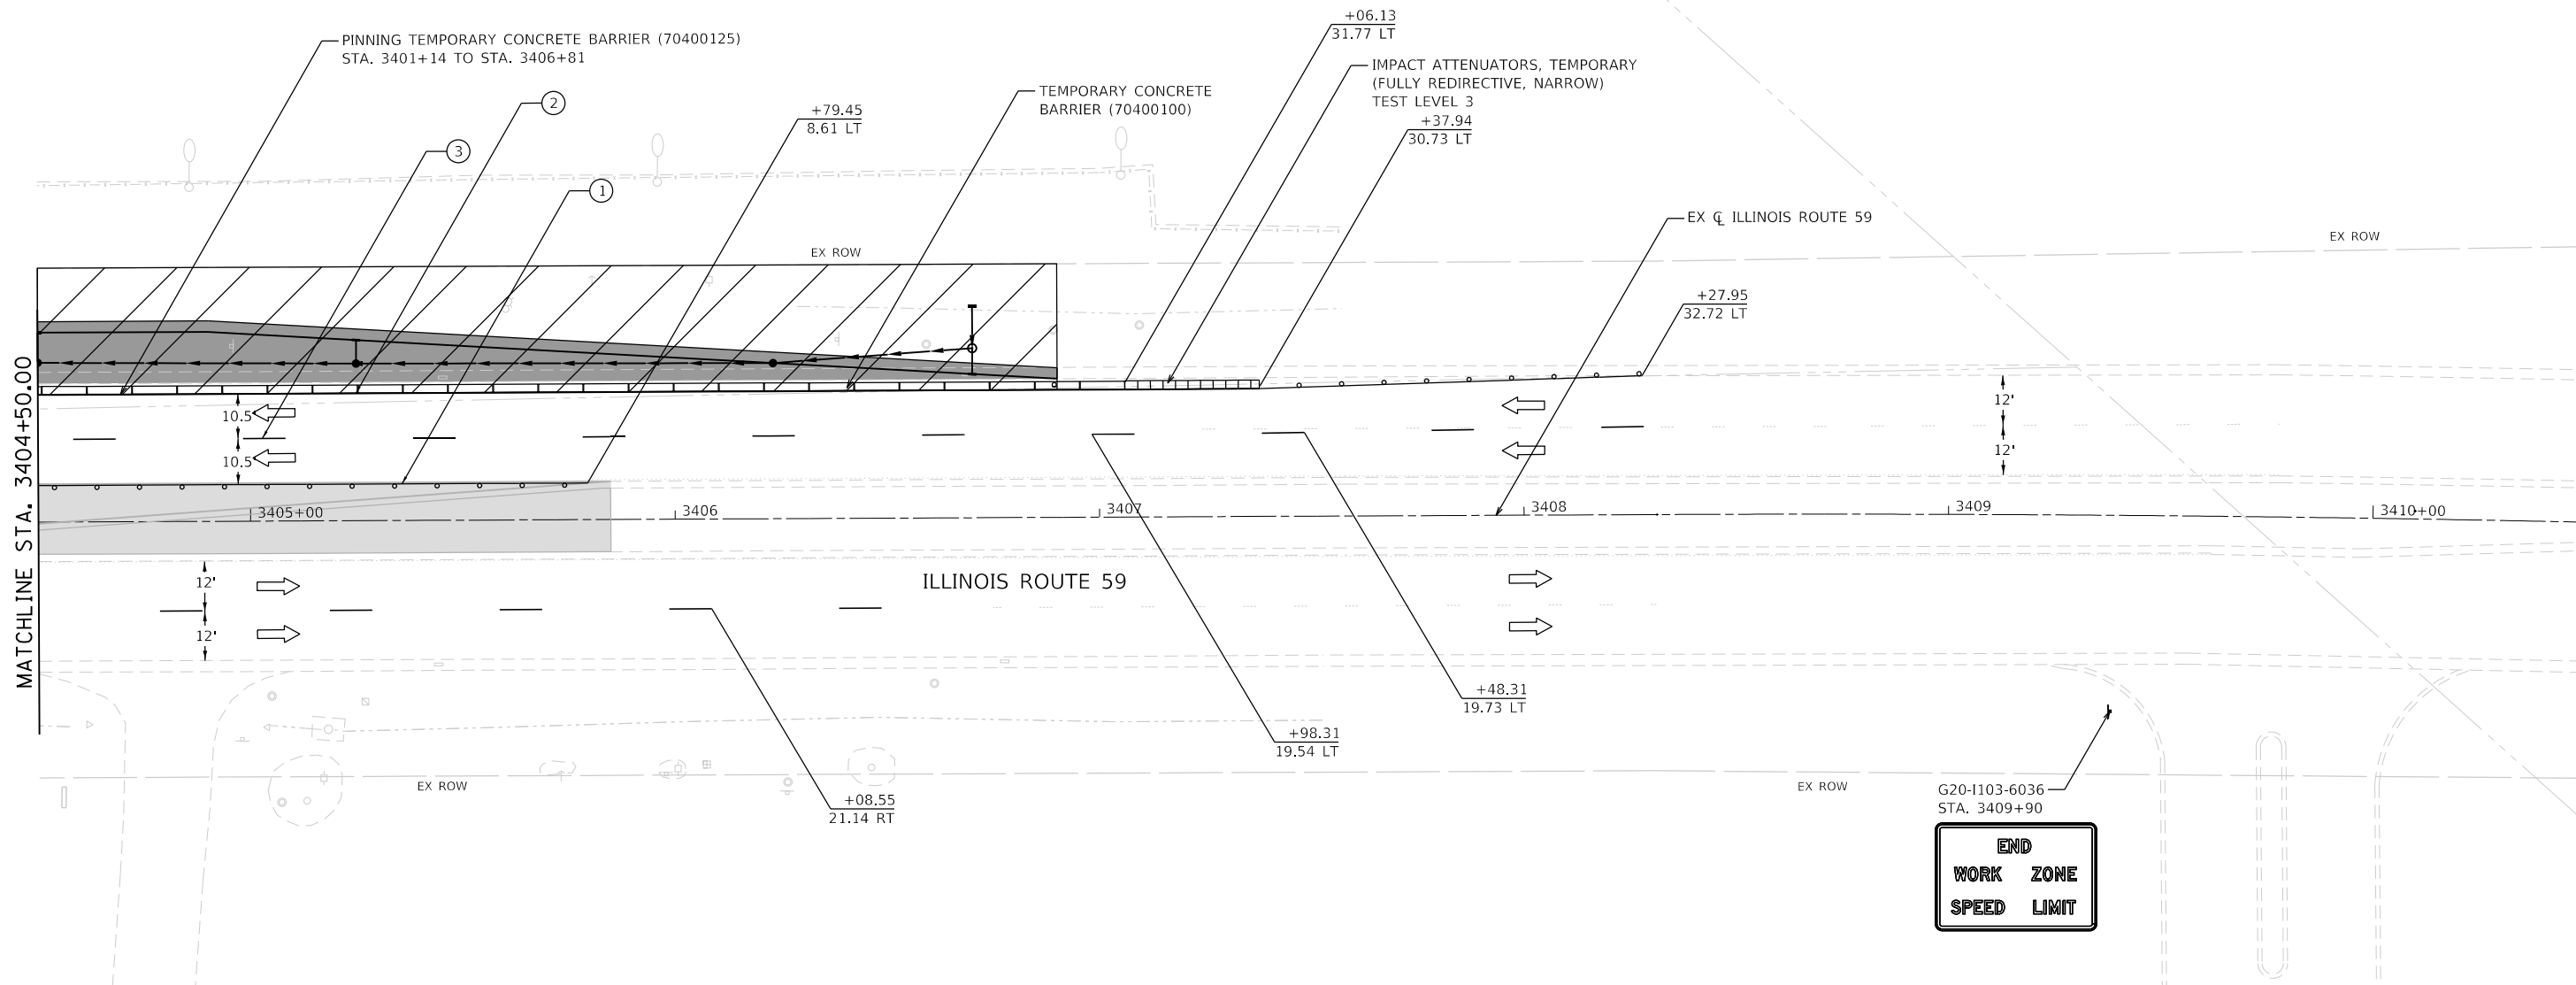 PINNING TEMPORARY CONCRETE BARRIER (70400125)
STA. 3401+14 TO STA. 3406+81
2
3
1
+79.45
8.61 LT
TEMPORARY CONCRETE
BARRIER (70400100)
+06.13
31.77 LT
IMPACT ATTENUATORS, TEMPORARY
(FULLY REDIRECTIVE, NARROW)
TEST LEVEL 3
+37.94
30.73 LT
EX ℄ ILLINOIS ROUTE 59
EX ROW
EX ROW
+27.95
32.72 LT
MATCHLINE STA. 3404+50.00
10.5'
10.5'
12'
12'
3405+00
3406
3407
3408
3409
3410+00
12'
12'
ILLINOIS ROUTE 59
+48.31
19.73 LT
+98.31
19.54 LT
+08.55
21.14 RT
EX ROW
EX ROW
G20-I103-6036
STA. 3409+90
END
WORK ZONE
SPEED LIMIT